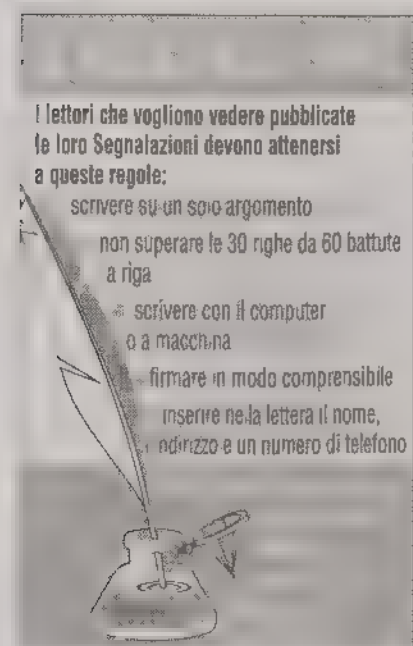 I lettori che vogliono vedere pubblicate
le loro Segnalazioni devono attenersi
a queste regole:
scrivere su un solo argomento
non superare le 30 righe da 60 battute
a riga
scrivere con il computer
o a macchina
firmare in modo comprensibile
inserire nella lettera il nome,
indirizzo e un numero di telefono